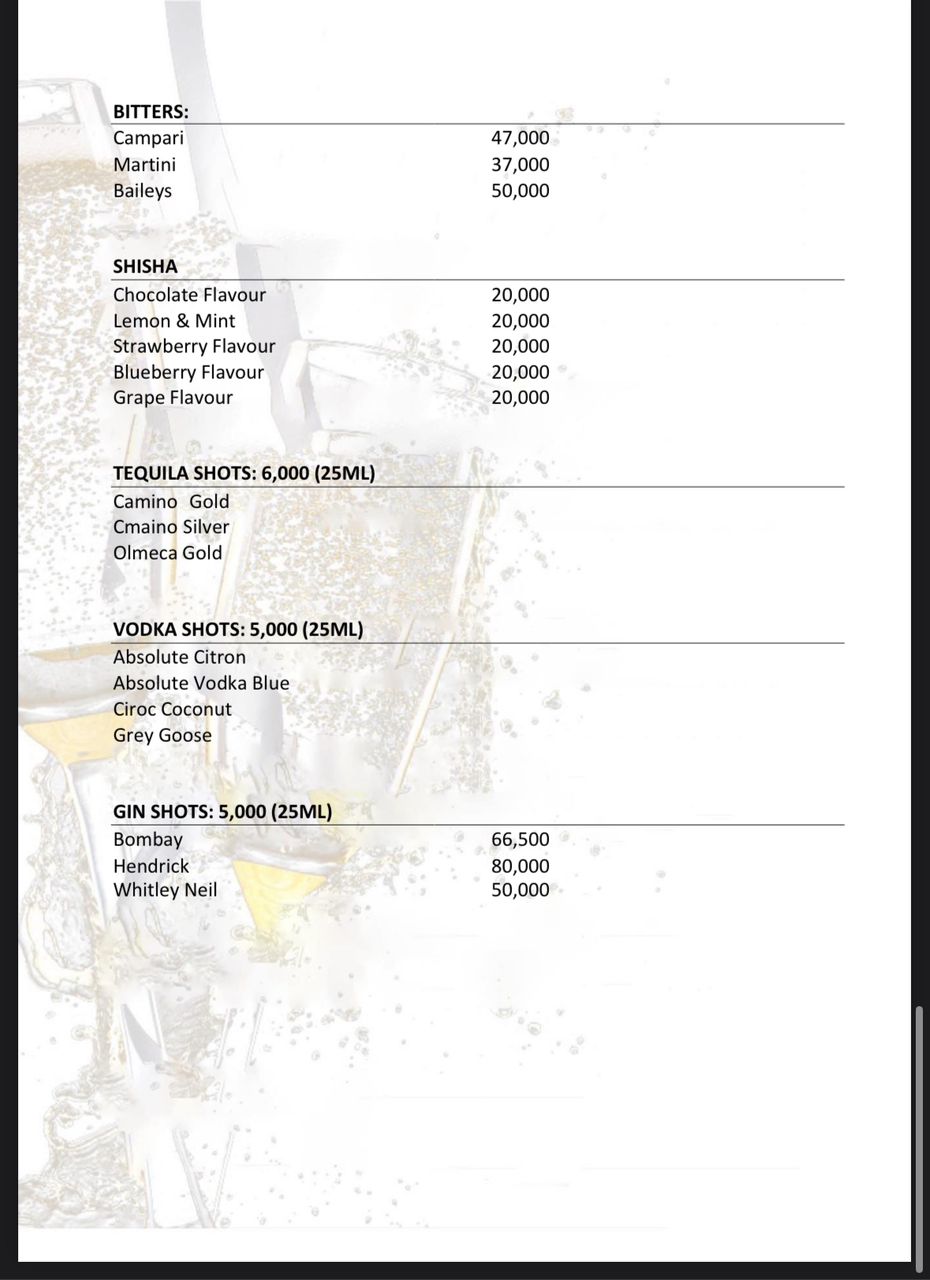 BITTERS:
Campari 47,000
Martini 37,000
Baileys 50,000
SHISHA
Chocolate Flavour 20,000
Lemon & Mint 20,000
Strawberry Flavour 20,000
Blueberry Flavour 20,000
Grape Flavour 20,000
TEQUILA SHOTS: 6,000 (25ML)
Camino Gold
Cmaino Silver
Olmeca Gold
VODKA SHOTS: 5,000 (25ML)
Absolute Citron
Absolute Vodka Blue
Ciroc Coconut
Grey Goose
GIN SHOTS: 5,000 (25ML)
Bombay 66,500
Hendrick 80,000
Whitley Neil 50,000